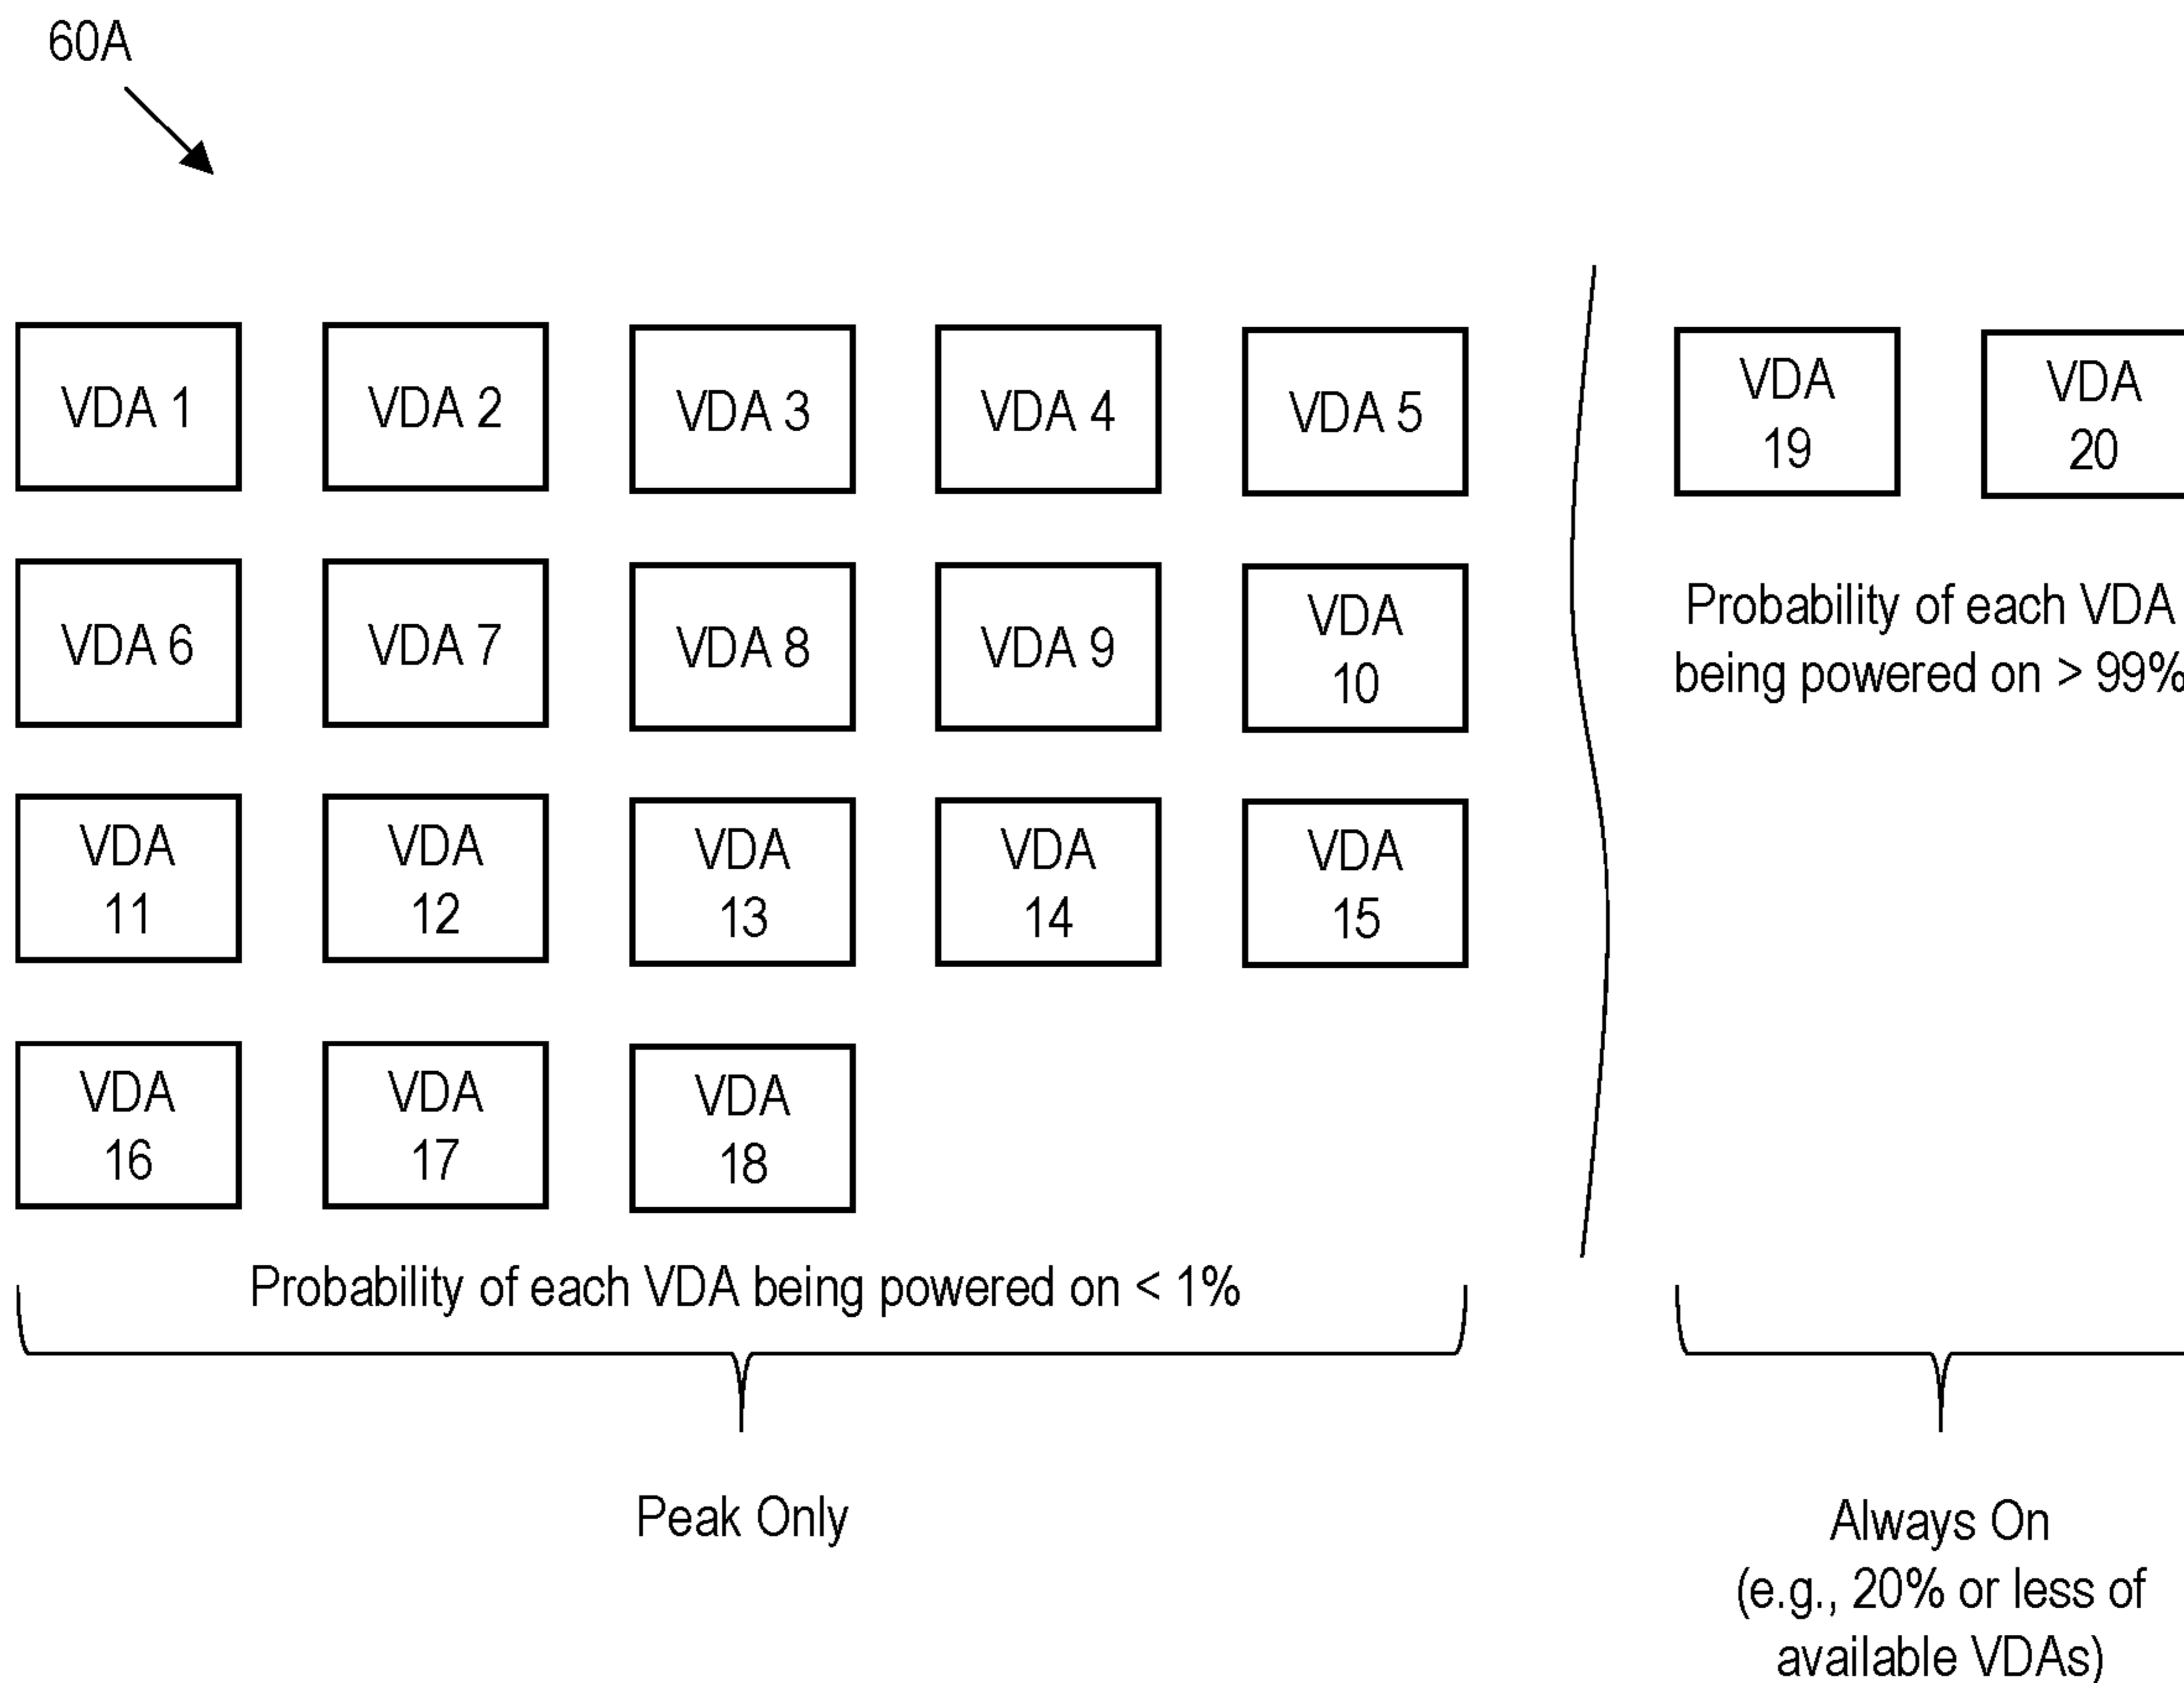 60A
VDA 1
VDA 2
VDA 3
VDA 4
VDA 5
VDA
19
VDA
20
VDA 6
VDA 7
VDA 8
VDA 9
VDA
10
Probability of each VDA
being powered on > 99%
VDA
11
VDA
12
VDA
13
VDA
14
VDA
15
VDA
16
VDA
17
VDA
18
Probability of each VDA being powered on < 1%
Peak Only
Always On
(e.g., 20% or less of
available VDAs)